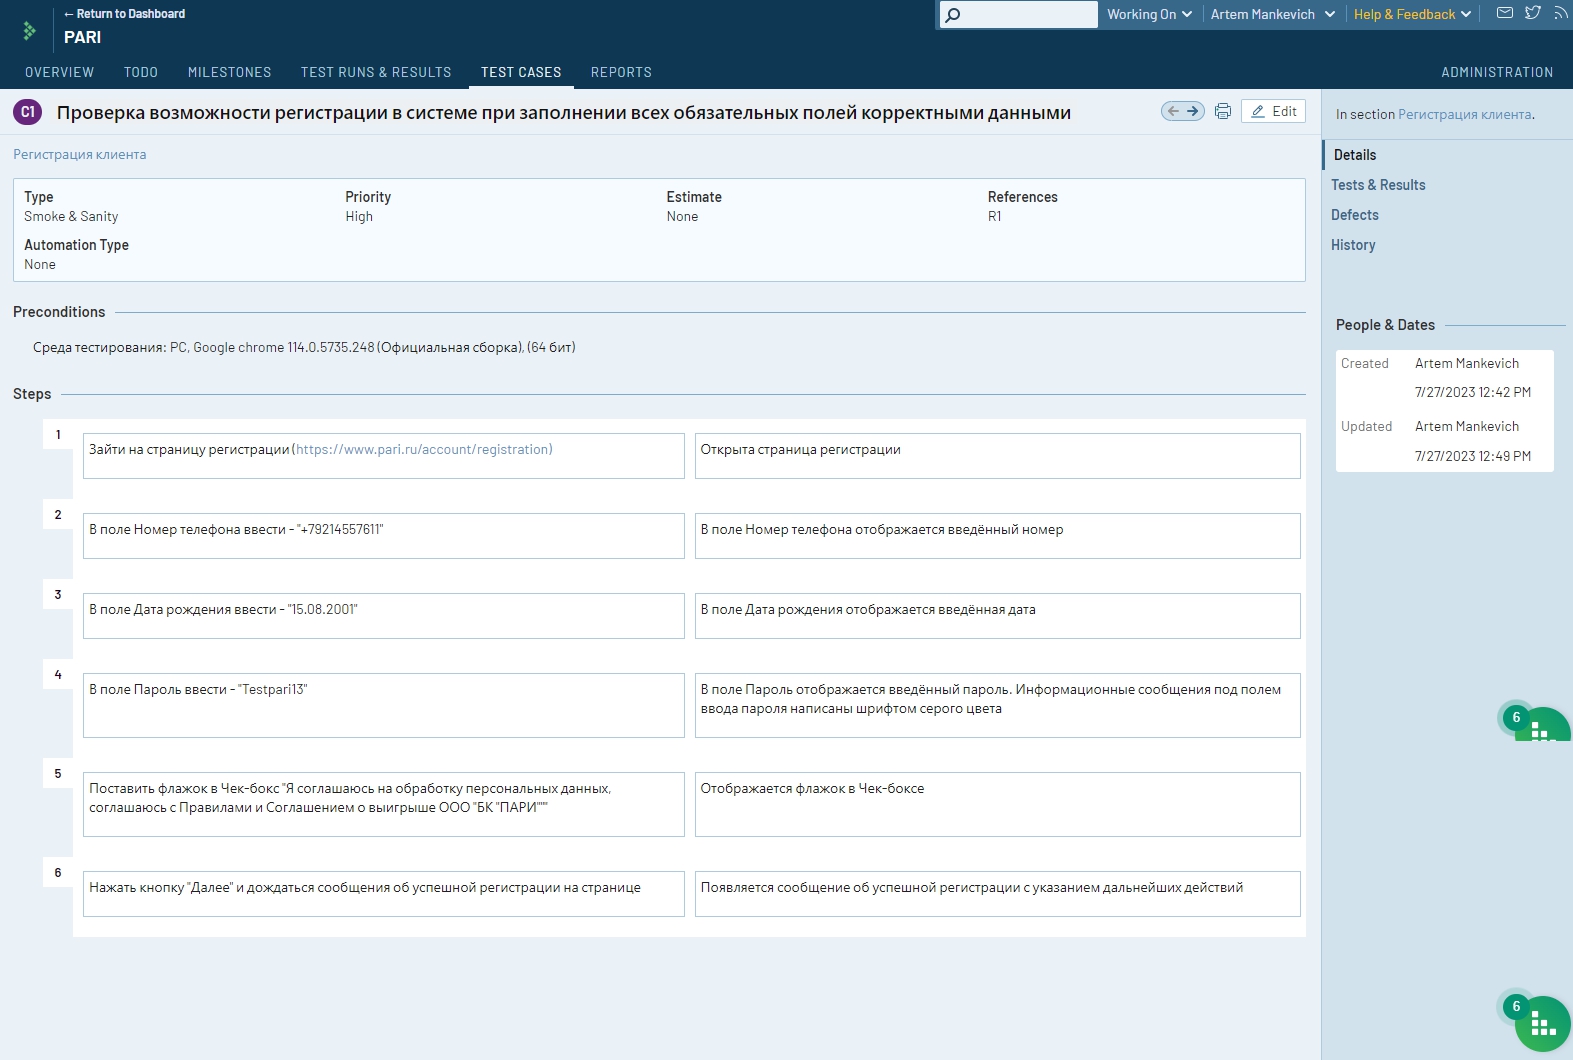 ← Return to Dashboard
PARI
Working On
Artem Mankevich
Help & Feedback
OVERVIEW TODO MILESTONES TEST RUNS & RESULTS TEST CASES REPORTS ADMINISTRATION
C1 Проверка возможности регистрации в системе при заполнении всех обязательных полей корректными данными
Edit
In section Регистрация клиента.
Регистрация клиента
Details
Tests & Results
Defects
History
Type Priority Estimate References
Smoke & Sanity High None R1
Automation Type
None
Preconditions
Среда тестирования: PC, Google chrome 114.0.5735.248 (Официальная сборка), (64 бит)
People & Dates
Created Artem Mankevich
7/27/2023 12:42 PM
Updated Artem Mankevich
7/27/2023 12:49 PM
Steps
1
Зайти на страницу регистрации (https://www.pari.ru/account/registration)
Открыта страница регистрации
2
В поле Номер телефона ввести - "+79214557611"
В поле Номер телефона отображается введённый номер
3
В поле Дата рождения ввести - "15.08.2001"
В поле Дата рождения отображается введённая дата
4
В поле Пароль ввести - "Testpari13"
В поле Пароль отображается введённый пароль. Информационные сообщения под полем
ввода пароля написаны шрифтом серого цвета
5
Поставить флажок в Чек-бокс "Я соглашаюсь на обработку персональных данных,
соглашаюсь с Правилами и Соглашением о выигрыше ООО "БК "ПАРИ"""
Отображается флажок в Чек-боксе
6
Нажать кнопку "Далее" и дождаться сообщения об успешной регистрации на странице
Появляется сообщение об успешной регистрации с указанием дальнейших действий
6
6